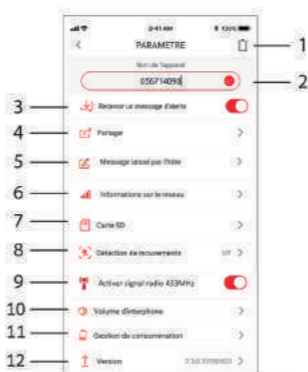 9:41 AM 100%
PARAMETRE
1
Nom de l'appareil
056714093
2
3 Recevoir un message d'alerte
4 Partager
5 Message laissé par l'hôte
6 Informations sur le réseau
7 Carte SD
8 Détection de mouvements Off
9 Activer signal radio 433MHz
10 Volume d'interphone
11 Gestion de consommation
12 Version